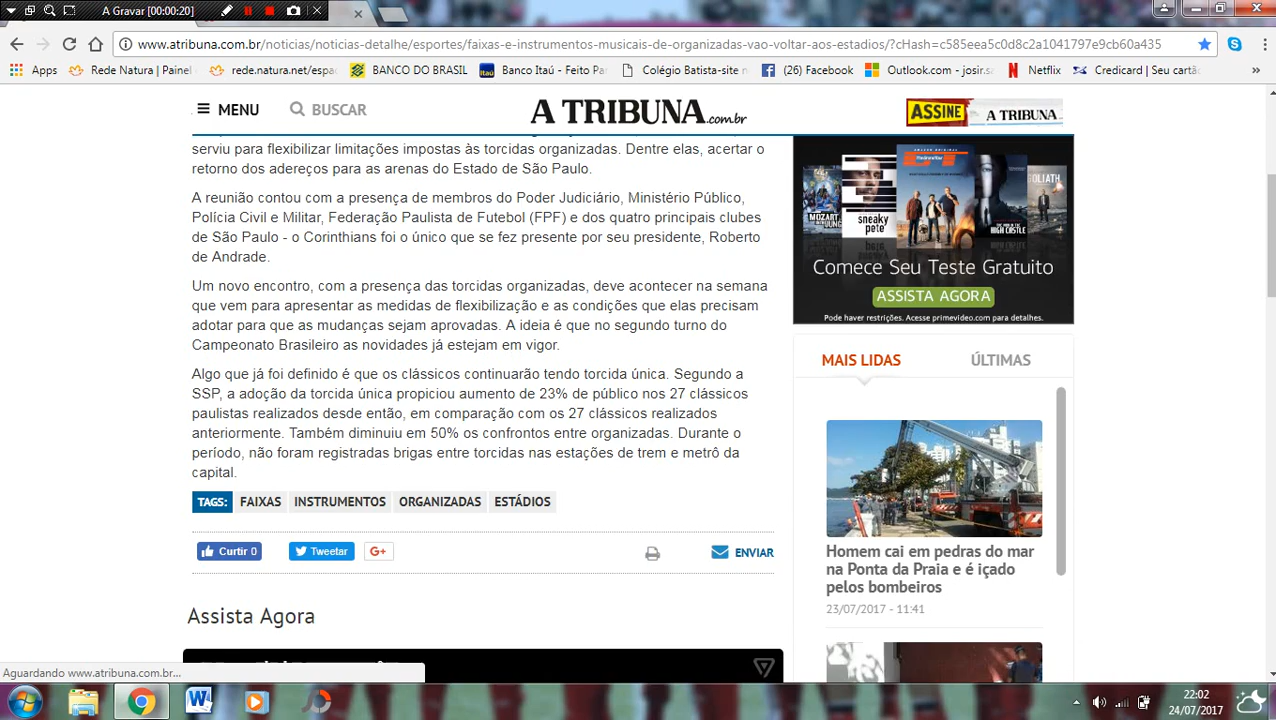 A Gravar [00:00:20]
www.atribuna.com.br/noticias/noticias-detalhe/esportes/faixas-e-instrumentos-musicais-de-organizadas-vao-voltar-aos-estadios/?cHash=c585eea5c0d8c2a1041797e9cb60a435
Apps Rede Natura | Painel rede.natura.net/espac BANCO DO BRASIL Banco Itaú - Feito Pa Colégio Batista-site n (26) Facebook Outlook.com - josir.sa Netflix Credicard | Seu cartã »
MENU BUSCAR A TRIBUNA.com.br ASSINE A TRIBUNA
serviu para flexibilizar limitações impostas às torcidas organizadas. Dentre elas, acertar o
retorno dos adereços para as arenas do Estado de São Paulo.
A reunião contou com a presença de membros do Poder Judiciário, Ministério Público,
Polícia Civil e Militar, Federação Paulista de Futebol (FPF) e dos quatro principais clubes
de São Paulo - o Corinthians foi o único que se fez presente por seu presidente, Roberto
de Andrade.
Um novo encontro, com a presença das torcidas organizadas, deve acontecer na semana
que vem para apresentar as medidas de flexibilização e as condições que elas precisam
adotar para que as mudanças sejam aprovadas. A ideia é que no segundo turno do
Campeonato Brasileiro as novidades já estejam em vigor.
Algo que já foi definido é que os clássicos continuarão tendo torcida única. Segundo a
SSP, a adoção da torcida única propiciou aumento de 23% de público nos 27 clássicos
paulistas realizados desde então, em comparação com os 27 clássicos realizados
anteriormente. Também diminuiu em 50% os confrontos entre organizadas. Durante o
período, não foram registradas brigas entre torcidas nas estações de trem e metrô da
capital.
TAGS: FAIXAS INSTRUMENTOS ORGANIZADAS ESTÁDIOS
Curtir 0 Tweetar G+ ENVIAR
Assista Agora
MOZART
sneaky
pete
HIGH CASTLE
GOLIATH
Comece Seu Teste Gratuito
ASSISTA AGORA
Pode haver restrições. Acesse primevideo.com para detalhes.
MAIS LIDAS ÚLTIMAS
Homem cai em pedras do mar
na Ponta da Praia e é içado
pelos bombeiros
23/07/2017 - 11:41
Aguardando www.atribuna.com.br...
22:02
24/07/2017